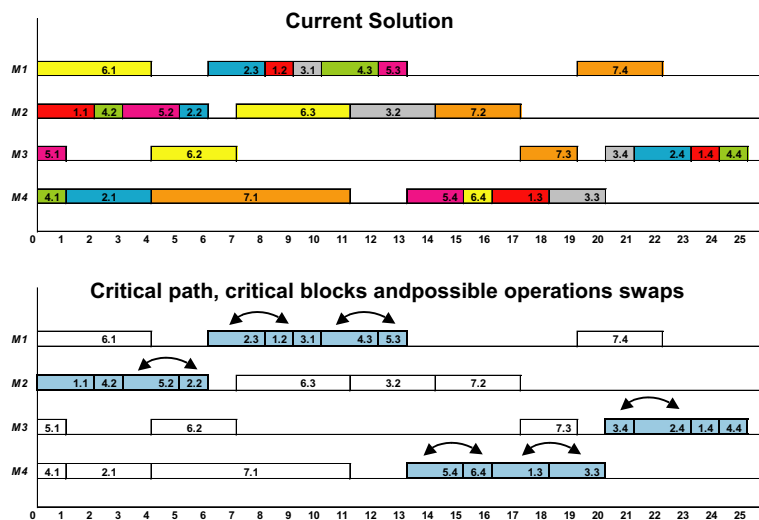 Current Solution
M1 6.1 2.3 1.2 3.1 4.3 5.3 7.4
M2 1.1 4.2 5.2 2.2 6.3 3.2 7.2
M3 5.1 6.2 7.3 3.4 2.4 1.4 4.4
M4 4.1 2.1 7.1 5.4 6.4 1.3 3.3
0 1 2 3 4 5 6 7 8 9 10 11 12 13 14 15 16 17 18 19 20 21 22 23 24 25
Critical path, critical blocks andpossible operations swaps
M1 6.1 2.3 1.2 3.1 4.3 5.3 7.4
M2 1.1 4.2 5.2 2.2 6.3 3.2 7.2
M3 5.1 6.2 7.3 3.4 2.4 1.4 4.4
M4 4.1 2.1 7.1 5.4 6.4 1.3 3.3
0 1 2 3 4 5 6 7 8 9 10 11 12 13 14 15 16 17 18 19 20 21 22 23 24 25